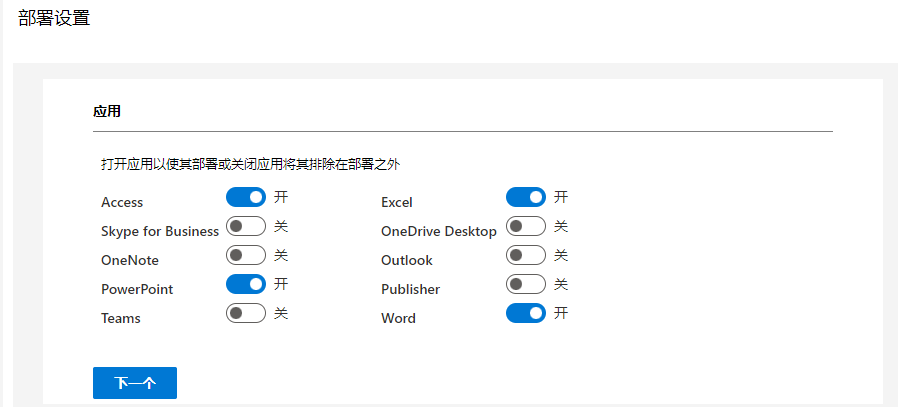 部署设置
应用
打开应用以使其部署或关闭应用将其排除在部署之外
Access 开 Excel 开
Skype for Business 关 OneDrive Desktop 关
OneNote 关 Outlook 关
PowerPoint 开 Publisher 关
Teams 关 Word 开
下一个